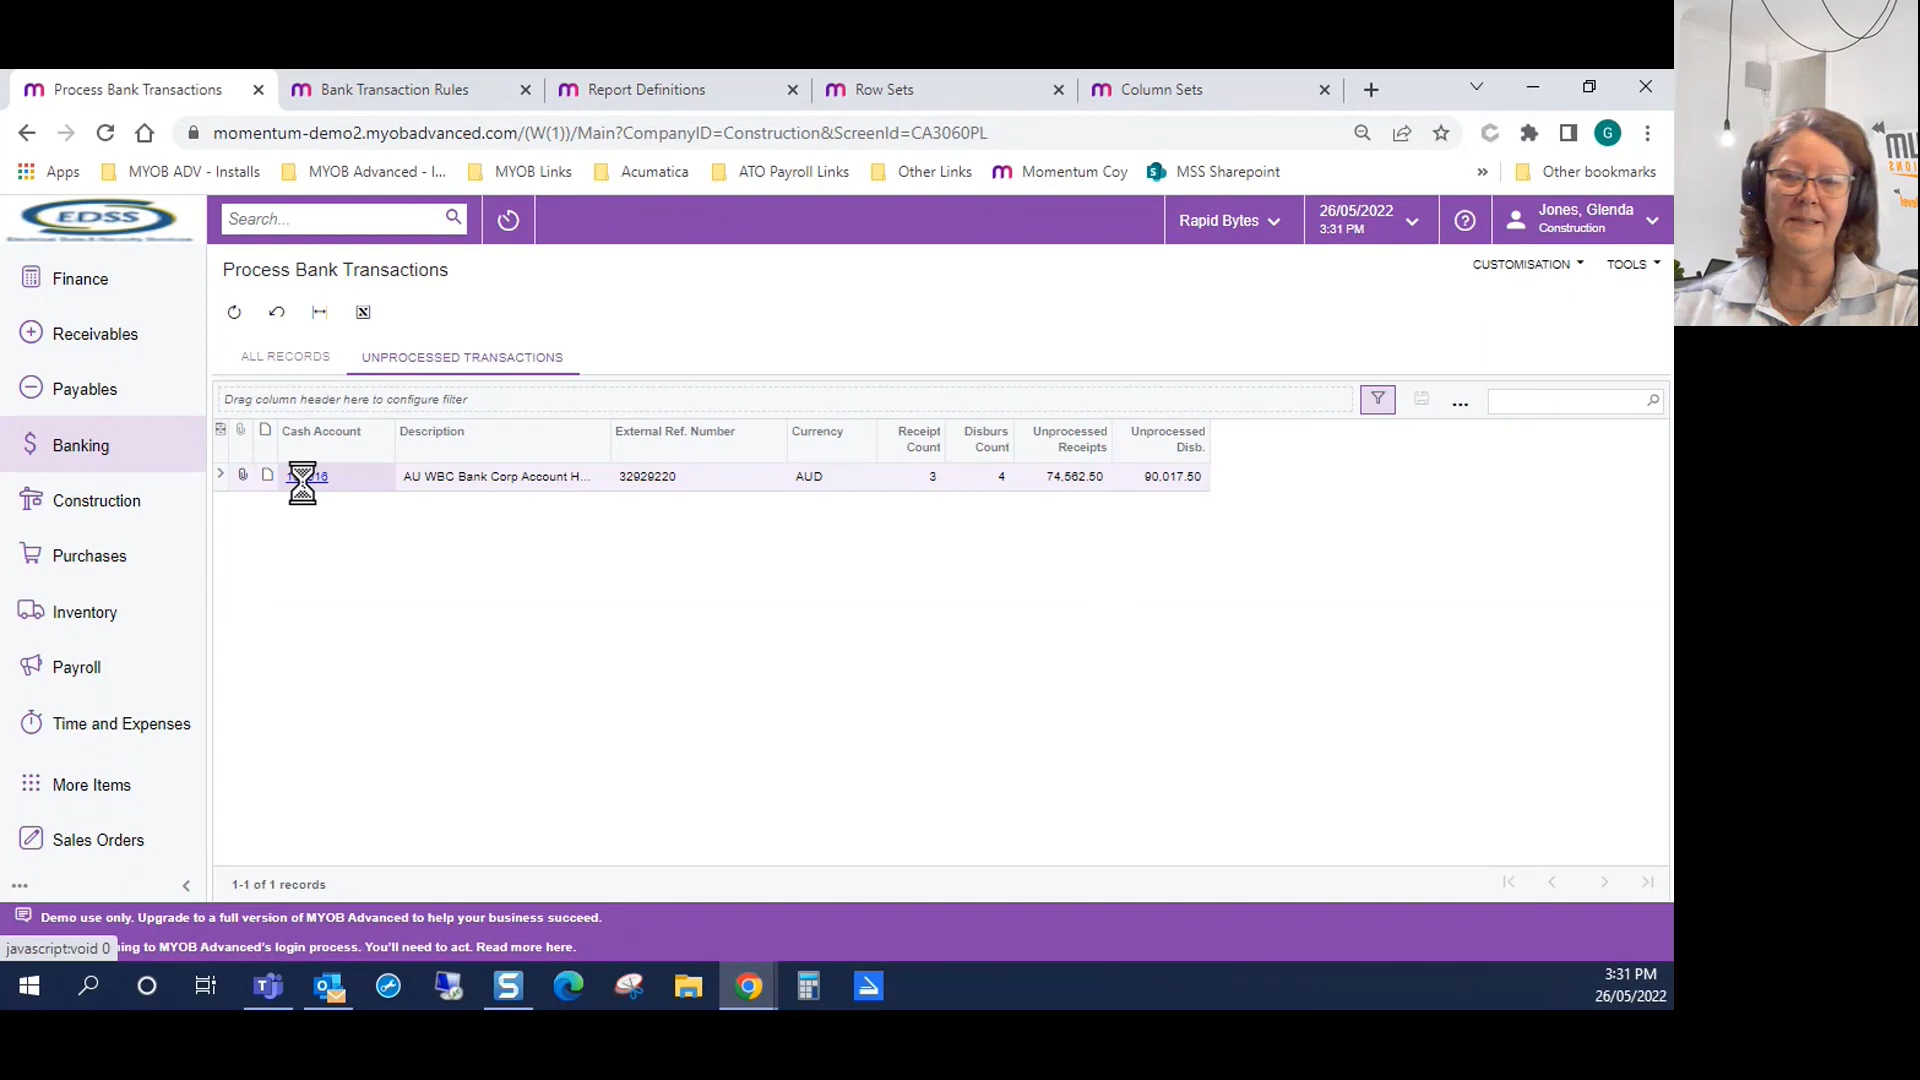 Process Bank Transactions
Bank Transaction Rules
Report Definitions
Row Sets
Column Sets
momentum-demo2.myobadvanced.com/(W(1))/Main?CompanyID=Construction&ScreenId=CA3060PL
G
Apps
MYOB ADV - Installs
MYOB Advanced - I...
MYOB Links
Acumatica
ATO Payroll Links
Other Links
Momentum Coy
MSS Sharepoint
Other bookmarks
EDSS
Search...
Rapid Bytes
26/05/2022
3:31 PM
Jones, Glenda
Construction
Process Bank Transactions
CUSTOMISATION
TOOLS
Finance
Receivables
Payables
Banking
Construction
Purchases
Inventory
Payroll
Time and Expenses
More Items
Sales Orders
ALL RECORDS
UNPROCESSED TRANSACTIONS
Drag column header here to configure filter
Cash Account Description External Ref. Number Currency Receipt Count Disburs Count Unprocessed Receipts Unprocessed Disb.
AU WBC Bank Corp Account H... 32929220 AUD 3 4 74,562.50 90,017.50
1-1 of 1 records
Demo use only. Upgrade to a full version of MYOB Advanced to help your business succeed.
javascript:void 0
ing to MYOB Advanced's login process. You'll need to act. Read more here.
3:31 PM
26/05/2022